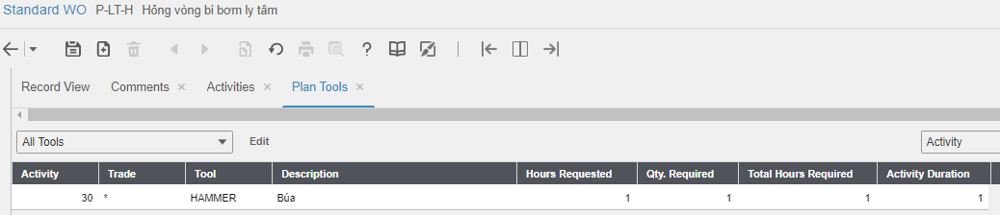 Standard WO P-LT-H Hỏng vòng bi bơm ly tâm
Record View Comments × Activities × Plan Tools ×
All Tools Edit Activity
Activity Trade Tool Description Hours Requested Qty. Required Total Hours Required Activity Duration
30 * HAMMER Búa 1 1 1 1